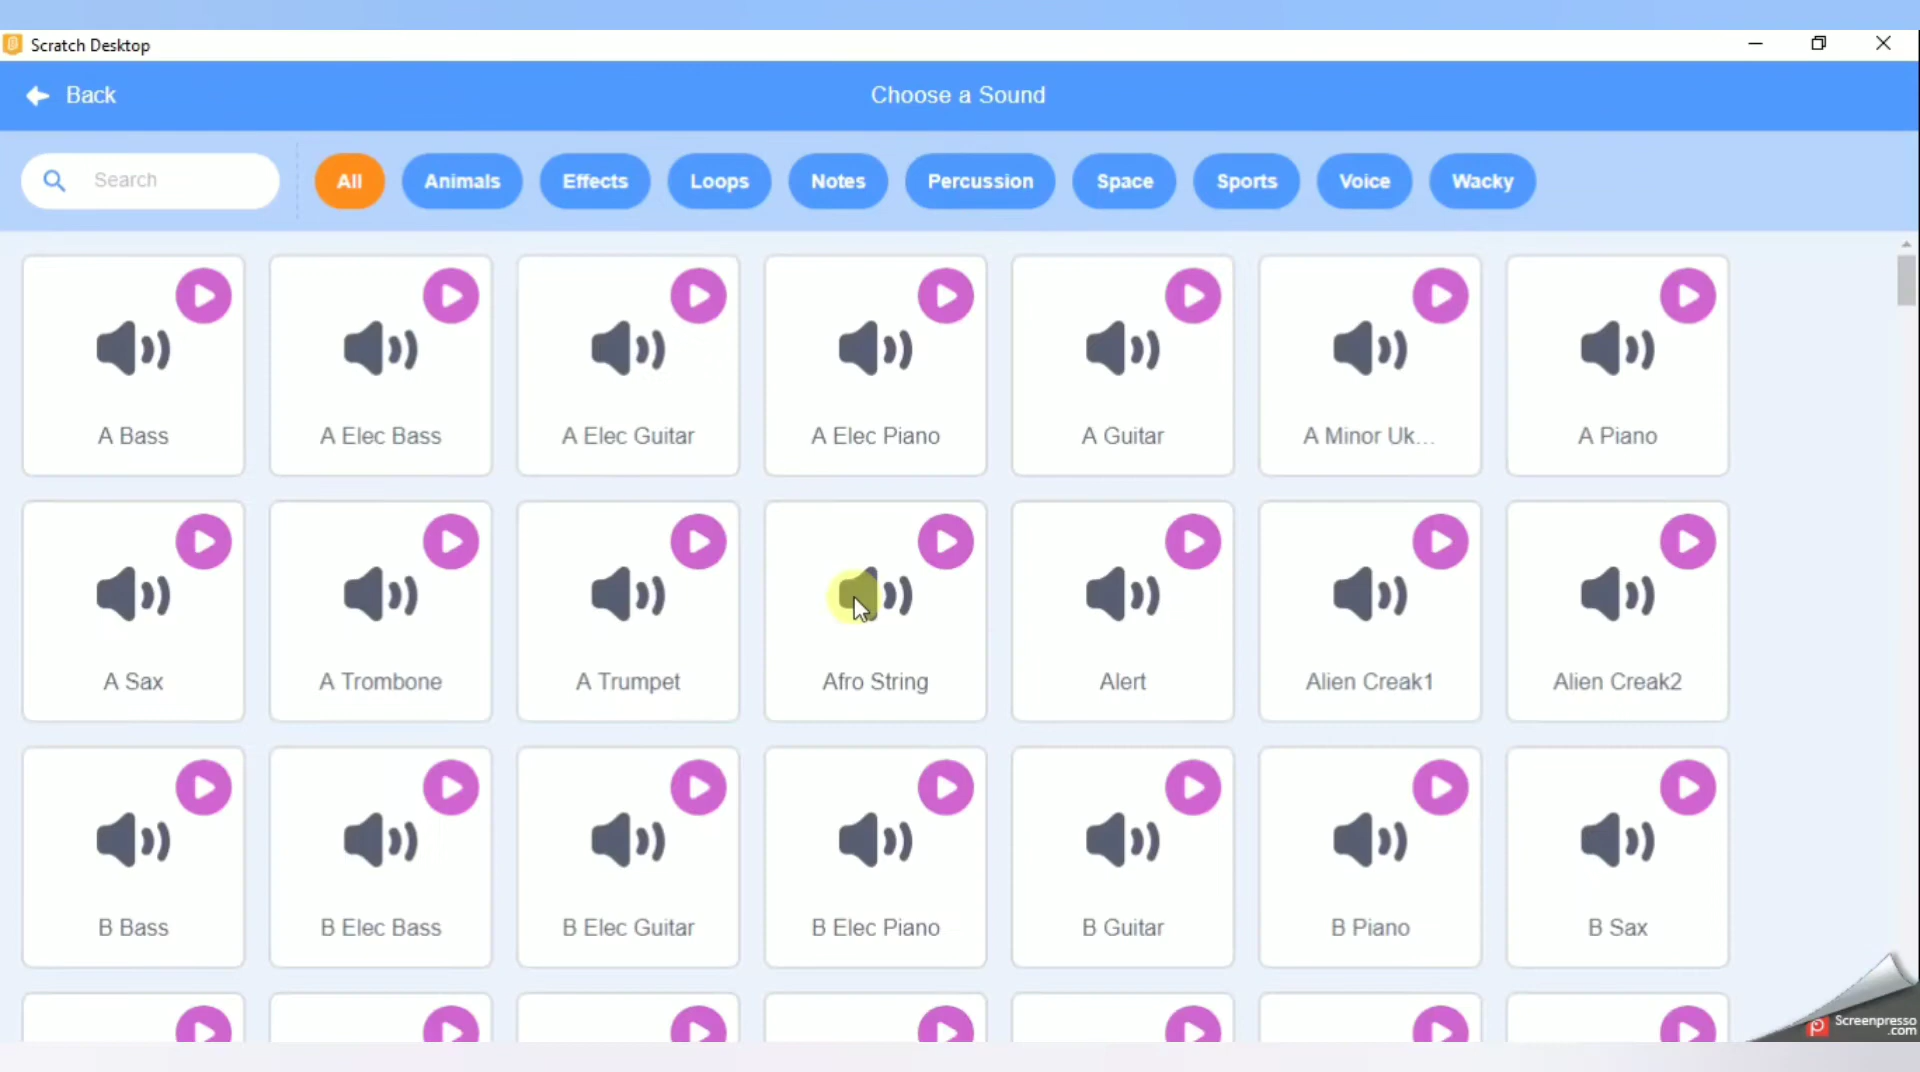 Scratch Desktop
Back
Choose a Sound
Search
All
Animals
Effects
Loops
Notes
Percussion
Space
Sports
Voice
Wacky
A Bass
A Elec Bass
A Elec Guitar
A Elec Piano
A Guitar
A Minor Uk...
A Piano
A Sax
A Trombone
A Trumpet
Afro String
Alert
Alien Creak1
Alien Creak2
B Bass
B Elec Bass
B Elec Guitar
B Elec Piano
B Guitar
B Piano
B Sax
Screenpresso
.com